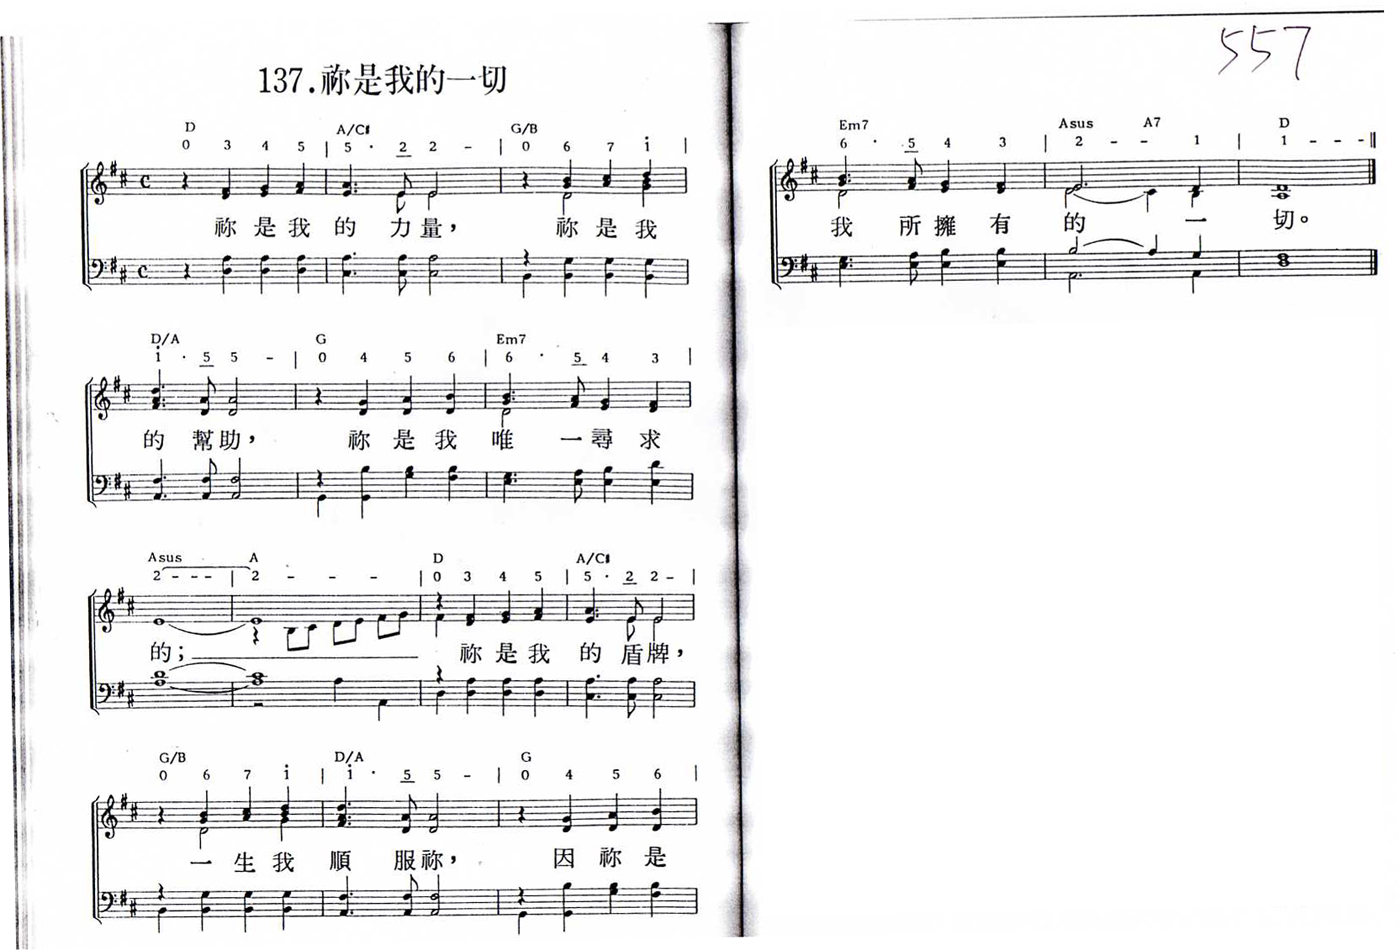 137.祢是我的一切
D A/C# G/B
0 3 4 5 | 5 · 2 2 - | 0 6 7 i |
祢是我的力量，祢是我
D/A G Em7
i · 5 5 - | 0 4 5 6 | 6 · 5 4 3 |
的幫助，祢是我唯一尋求
Asus A D A/C#
2 - - - | 2 - - - | 0 3 4 5 | 5 · 2 2 - |
的；祢是我的盾牌，
G/B D/A G
0 6 7 i | i · 5 5 - | 0 4 5 6 |
一生我順服祢，因祢是
557
Em7 Asus A7 D
6 · 5 4 3 | 2 - - 1 | 1 - - - ||
我所擁有的一切。